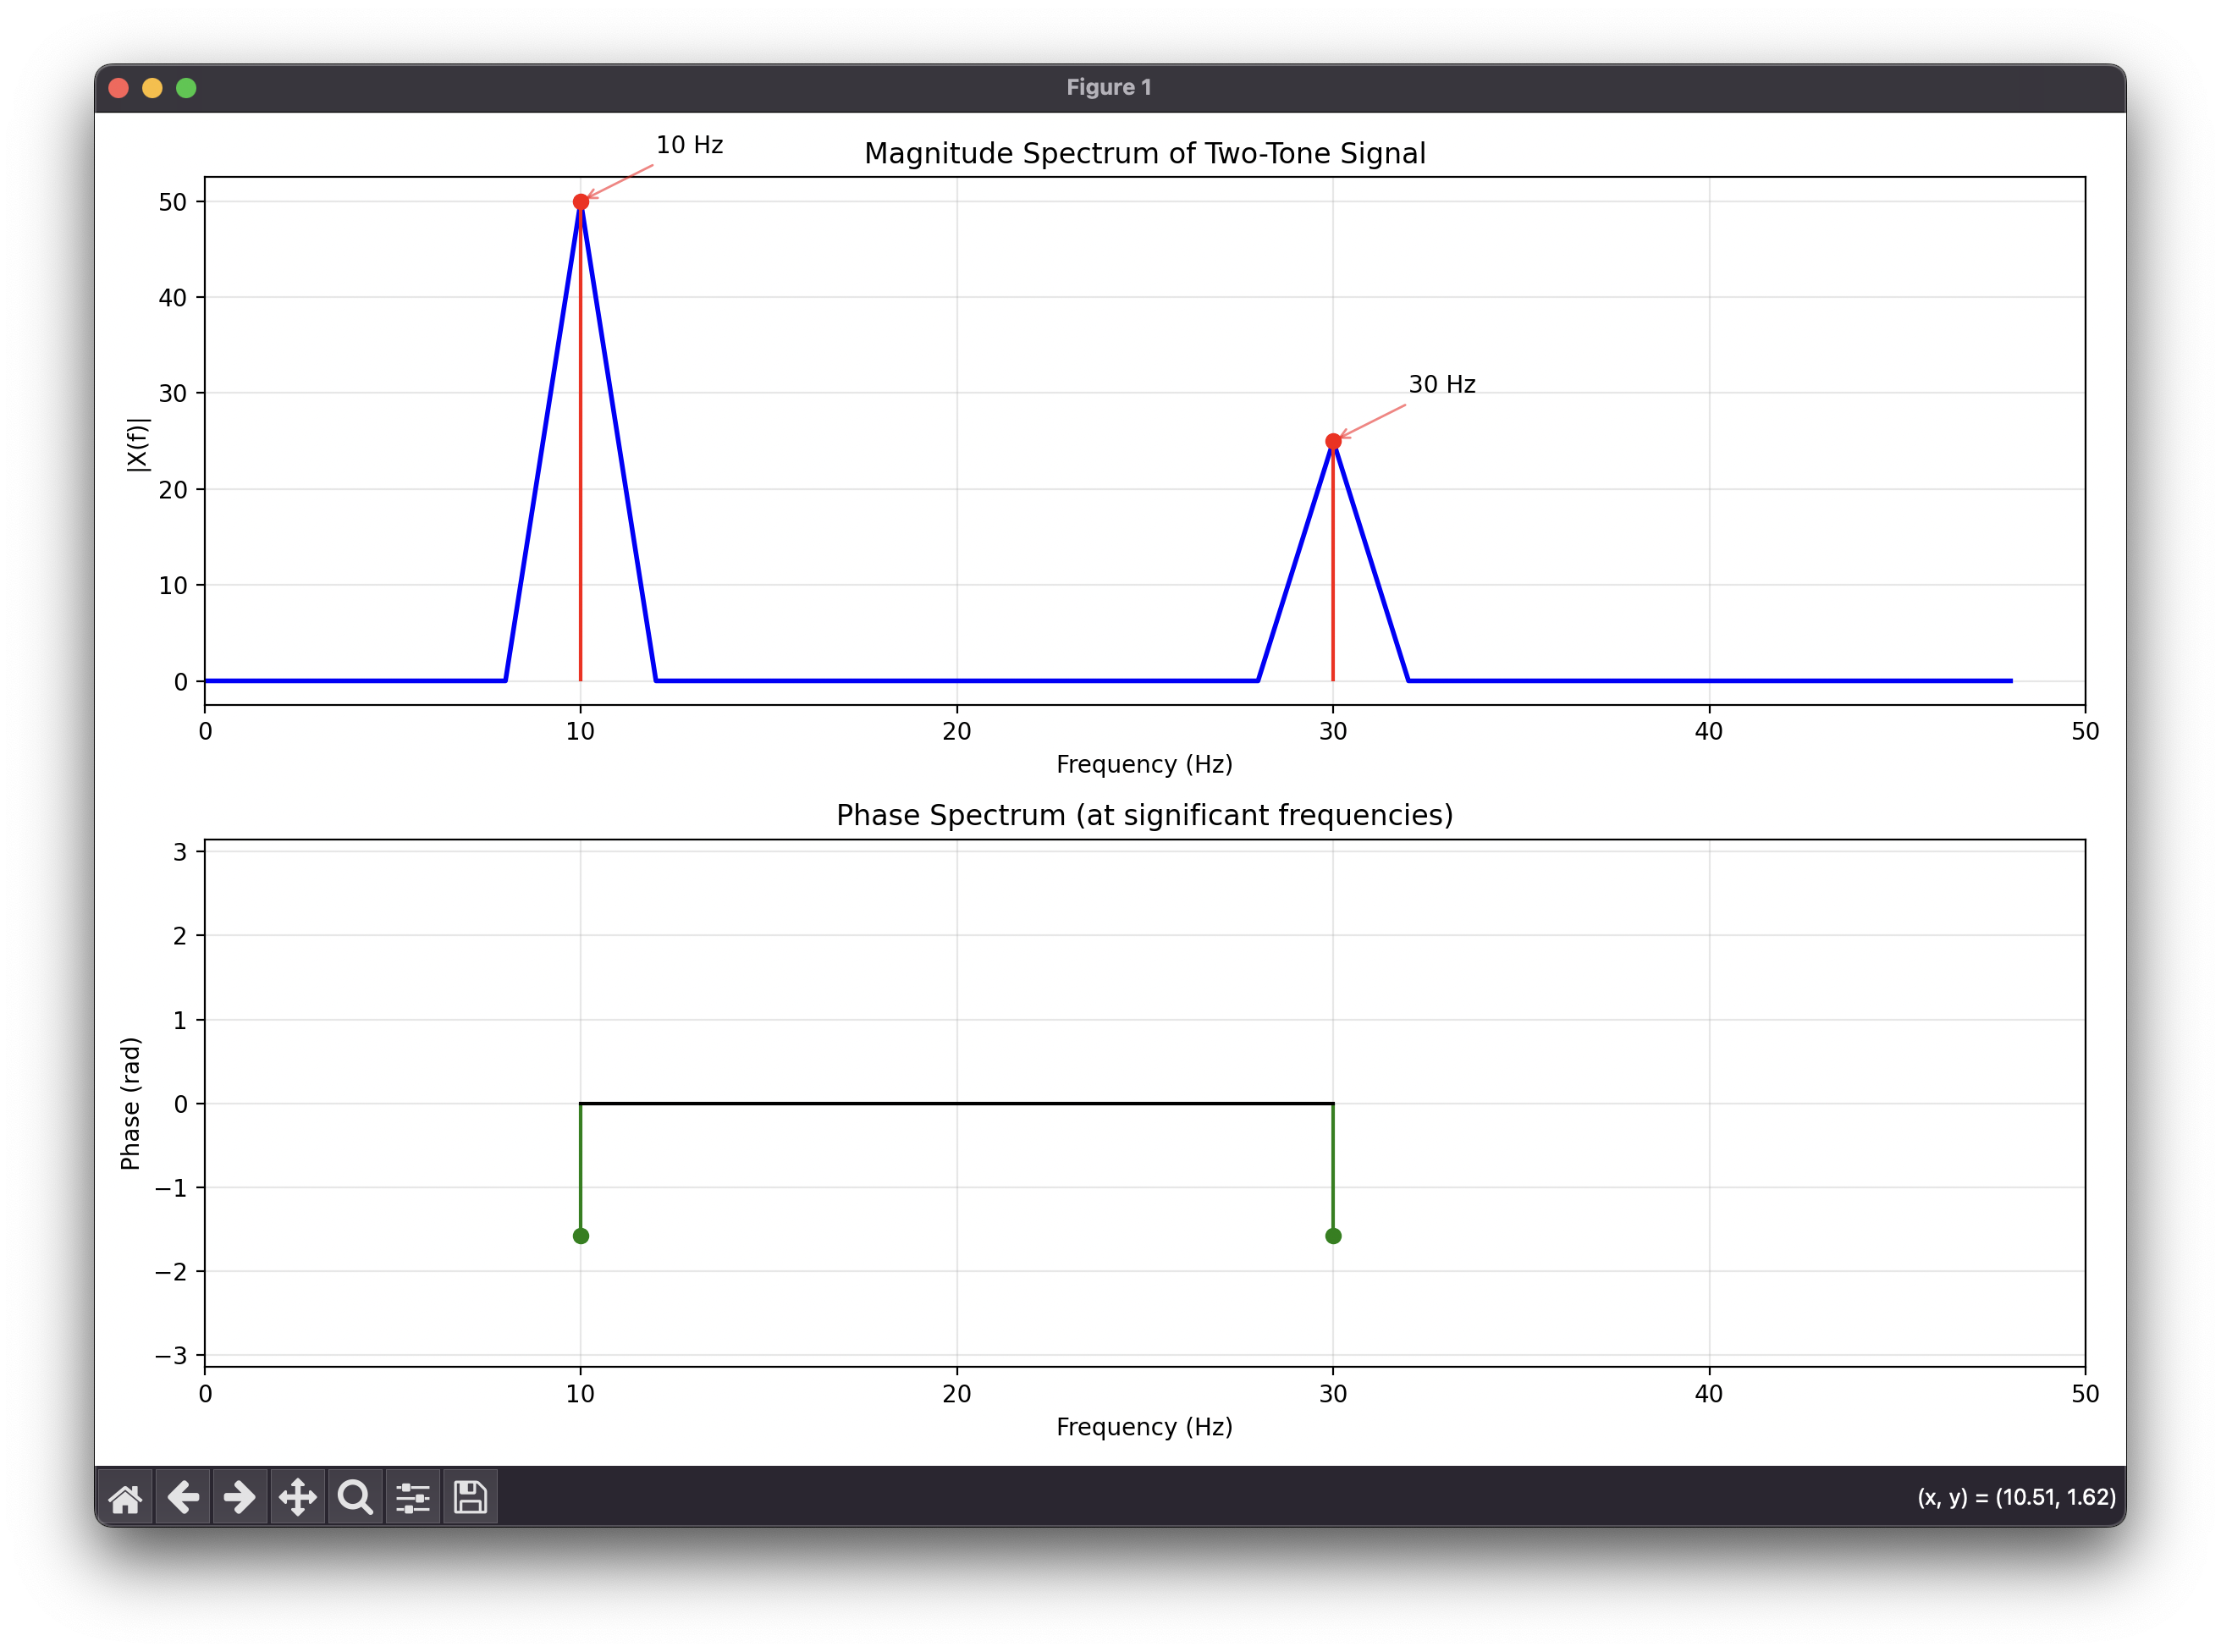 Figure 1
10 Hz
Magnitude Spectrum of Two-Tone Signal
50
40
30 Hz
30
|X(f)|
20
10
0
0 10 20 30 40 50
Frequency (Hz)
Phase Spectrum (at significant frequencies)
3
2
1
Phase (rad)
0
−1
−2
−3
0 10 20 30 40 50
Frequency (Hz)
(x, y) = (10.51, 1.62)